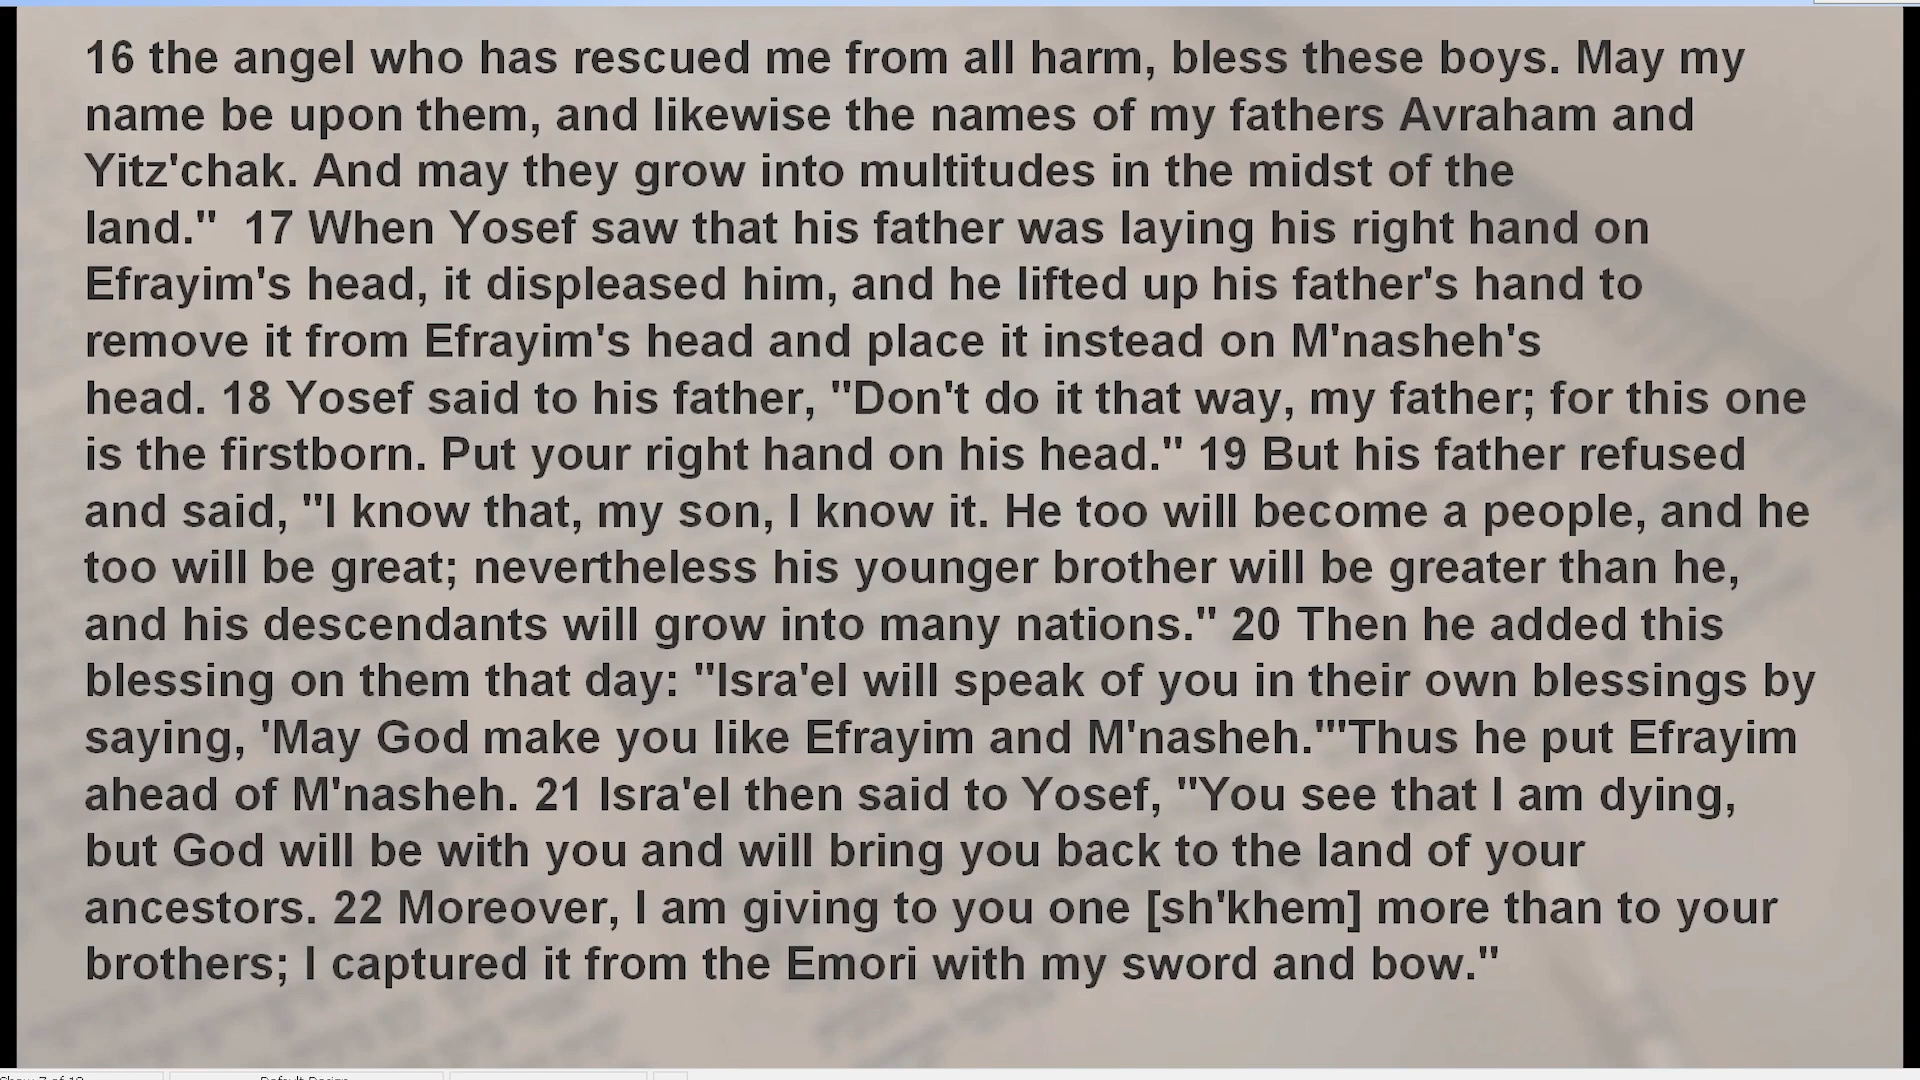 16 the angel who has rescued me from all harm, bless these boys. May my
name be upon them, and likewise the names of my fathers Avraham and
Yitz'chak. And may they grow into multitudes in the midst of the
land."  17 When Yosef saw that his father was laying his right hand on
Efrayim's head, it displeased him, and he lifted up his father's hand to
remove it from Efrayim's head and place it instead on M'nasheh's
head. 18 Yosef said to his father, "Don't do it that way, my father; for this one
is the firstborn. Put your right hand on his head." 19 But his father refused
and said, "I know that, my son, I know it. He too will become a people, and he
too will be great; nevertheless his younger brother will be greater than he,
and his descendants will grow into many nations." 20 Then he added this
blessing on them that day: "Isra'el will speak of you in their own blessings by
saying, 'May God make you like Efrayim and M'nasheh.'"Thus he put Efrayim
ahead of M'nasheh. 21 Isra'el then said to Yosef, "You see that I am dying,
but God will be with you and will bring you back to the land of your
ancestors. 22 Moreover, I am giving to you one [sh'khem] more than to your
brothers; I captured it from the Emori with my sword and bow."
Default Design